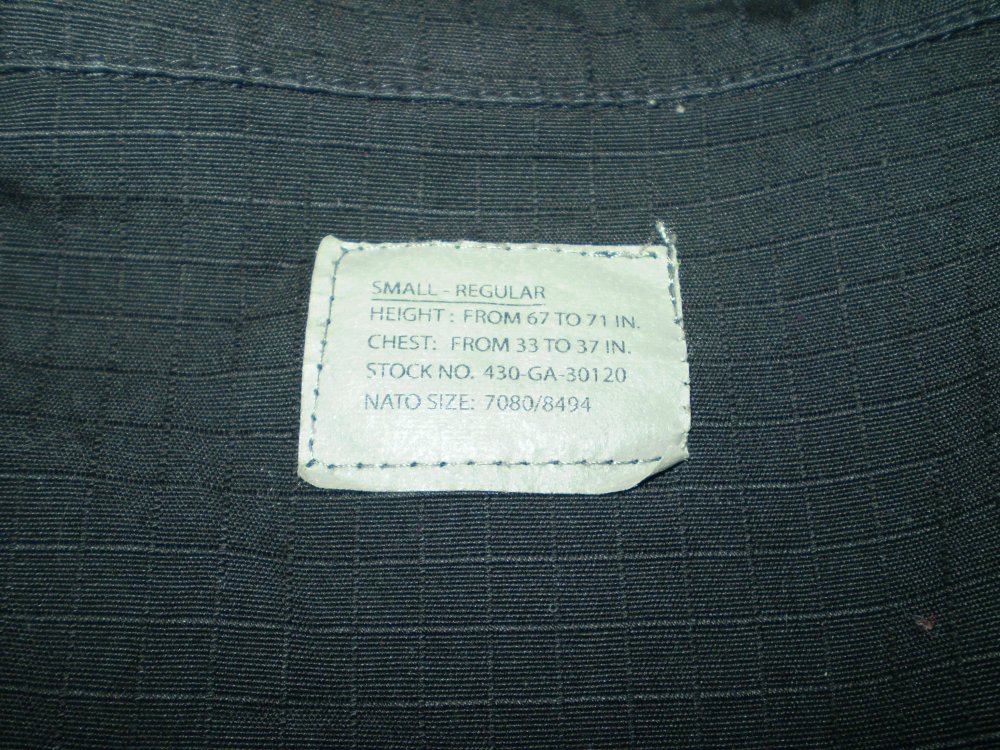 SMALL - REGULAR
HEIGHT: FROM 67 TO 71 IN.
CHEST: FROM 33 TO 37 IN.
STOCK NO. 430-GA-30120
NATO SIZE: 7080/8494